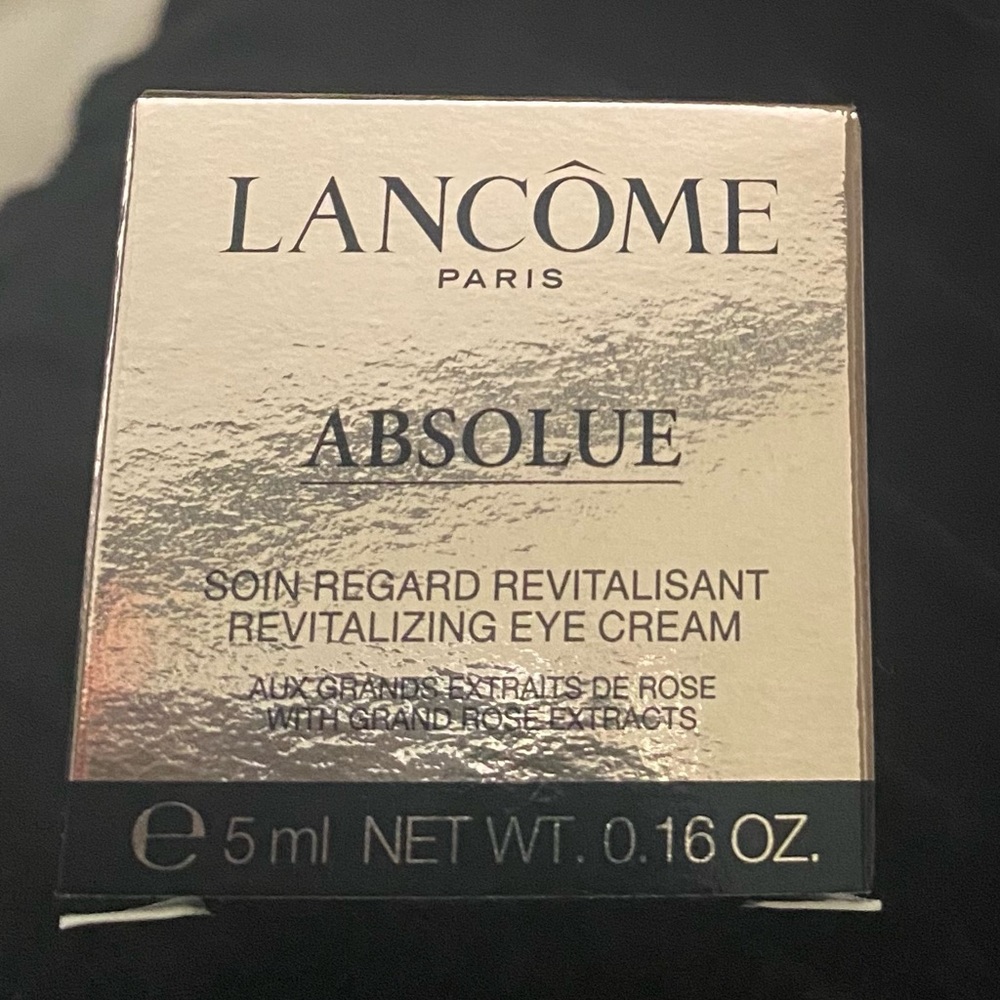 LANCÔME
PARIS
ABSOLUE
SOIN REGARD REVITALISANT
REVITALIZING EYE CREAM
AUX GRANDS EXTRAITS DE ROSE
WITH GRAND ROSE EXTRACTS
℮ 5 ml NET WT. 0.16 OZ.